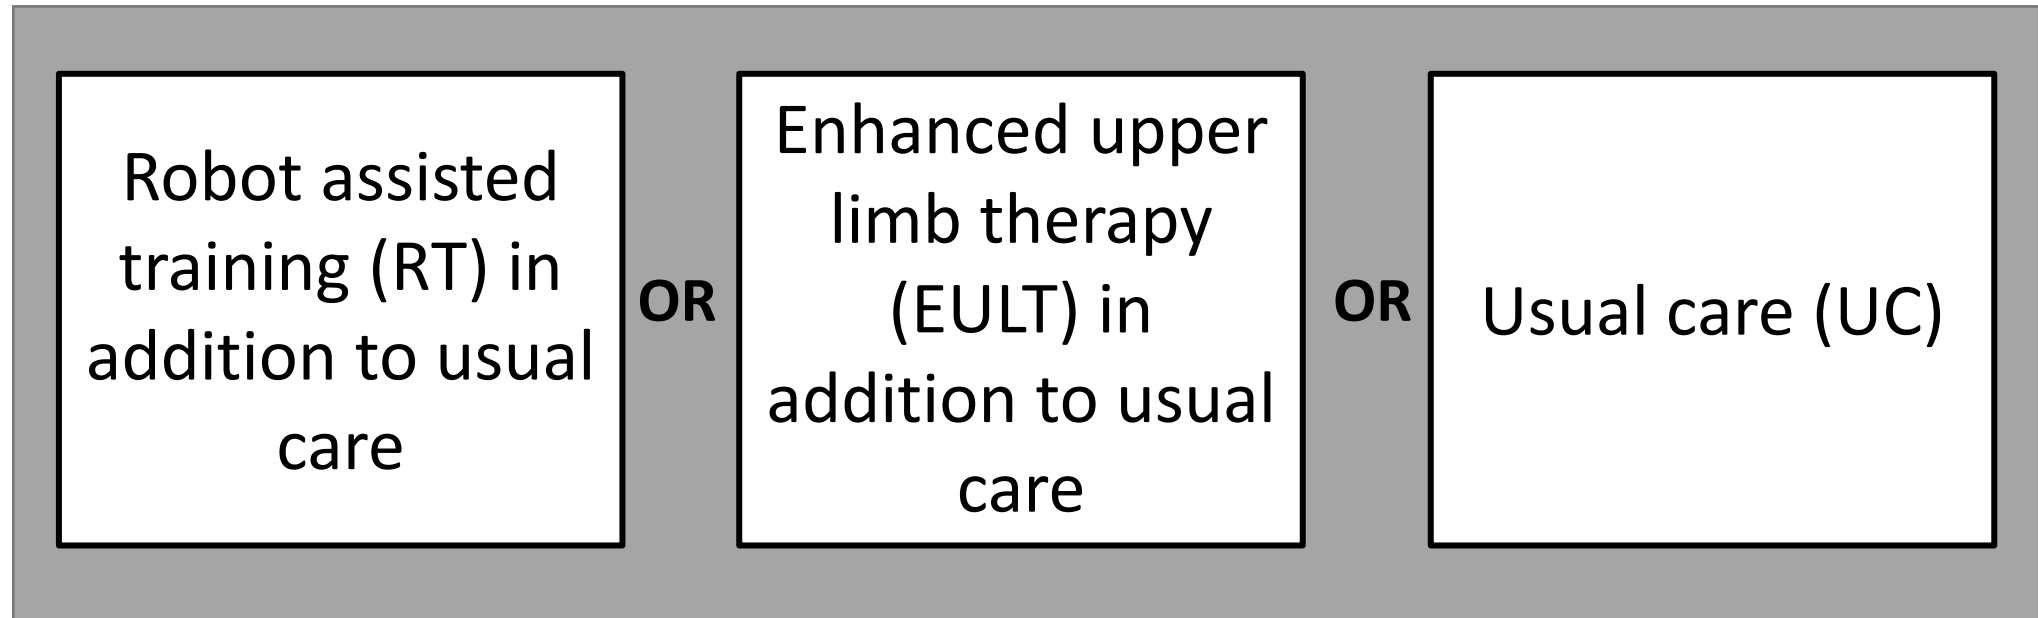 Robot assisted
training (RT) in
addition to usual
care
OR
Enhanced upper
limb therapy
(EULT) in
addition to usual
care
OR
Usual care (UC)